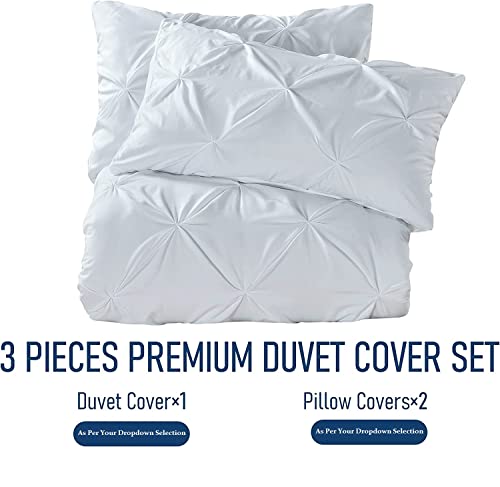 3 PIECES PREMIUM DUVET COVER SET
Duvet Cover×1 Pillow Covers×2
As Per Your Dropdown Selection As Per Your Dropdown Selection